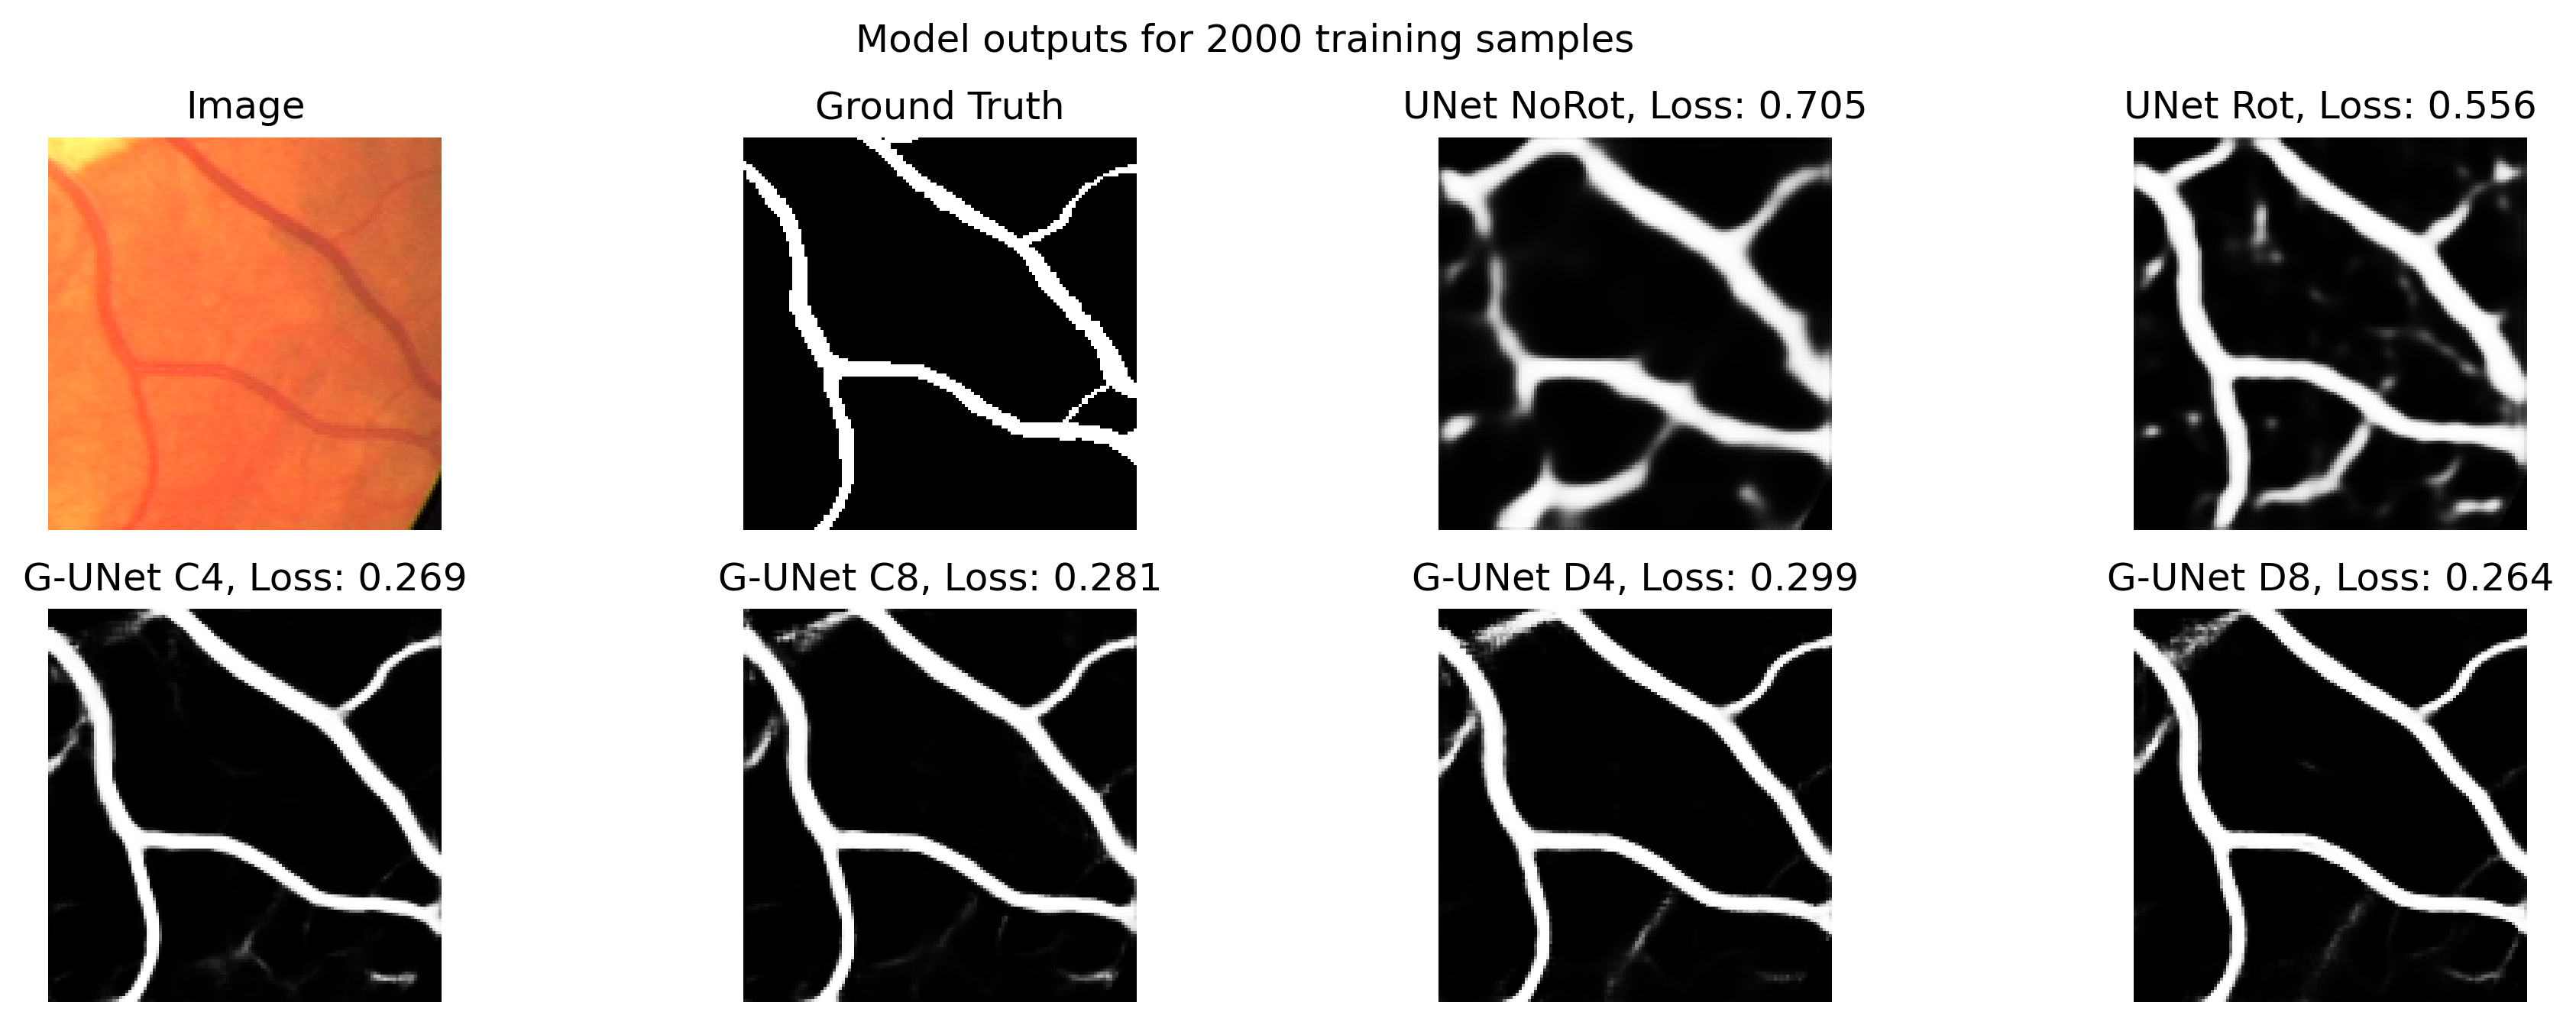 Model outputs for 2000 training samples
Image
Ground Truth
UNet NoRot, Loss: 0.705
UNet Rot, Loss: 0.556
G-UNet C4, Loss: 0.269
G-UNet C8, Loss: 0.281
G-UNet D4, Loss: 0.299
G-UNet D8, Loss: 0.264